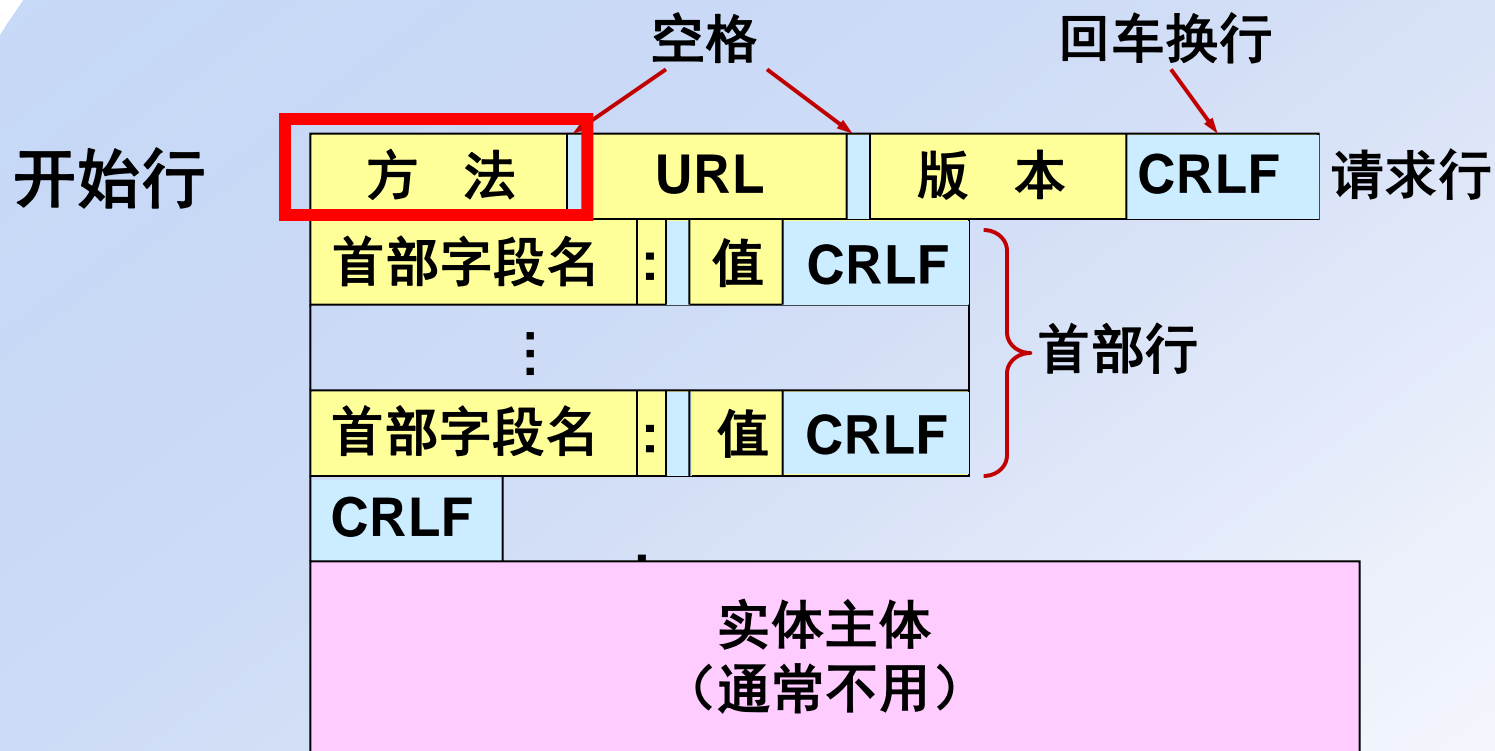 空格
回车换行
开始行
方 法
URL
版 本
CRLF
请求行
首部字段名 : 值 CRLF
⋮
首部行
首部字段名 : 值 CRLF
CRLF
实体主体
（通常不用）